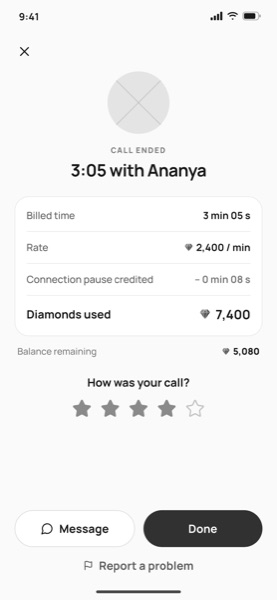 9:41
CALL ENDED
3:05 with Ananya
Billed time 3 min 05 s
Rate 2,400 / min
Connection pause credited – 0 min 08 s
Diamonds used 7,400
Balance remaining 5,080
How was your call?
Message Done
Report a problem